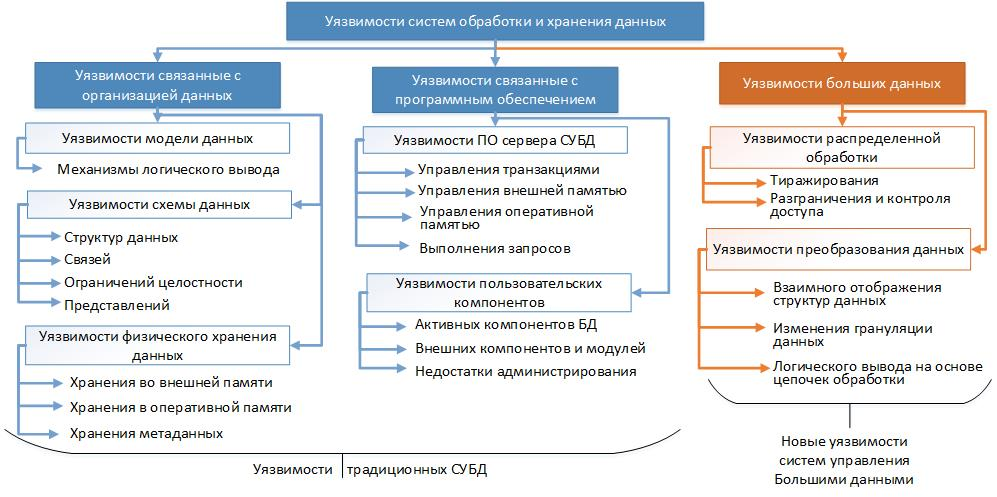 Уязвимости систем обработки и хранения данных
Уязвимости связанные с
организацией данных
Уязвимости модели данных
Механизмы логического вывода
Уязвимости схемы данных
Структур данных
Связей
Ограничений целостности
Представлений
Уязвимости физического хранения
данных
Хранения во внешней памяти
Хранения в оперативной памяти
Хранения метаданных
Уязвимости связанные с
программным обеспечением
Уязвимости ПО сервера СУБД
Управления транзакциями
Управления внешней памятью
Управления оперативной
памятью
Выполнения запросов
Уязвимости пользовательских
компонентов
Активных компонентов БД
Внешних компонентов и модулей
Недостатки администрирования
Уязвимости традиционных СУБД
Уязвимости больших данных
Уязвимости распределенной
обработки
Тиражирования
Разграничения и контроля
доступа
Уязвимости преобразования данных
Взаимного отображения
структур данных
Изменения грануляции
данных
Логического вывода на основе
цепочек обработки
Новые уязвимости
систем управления
Большими данными